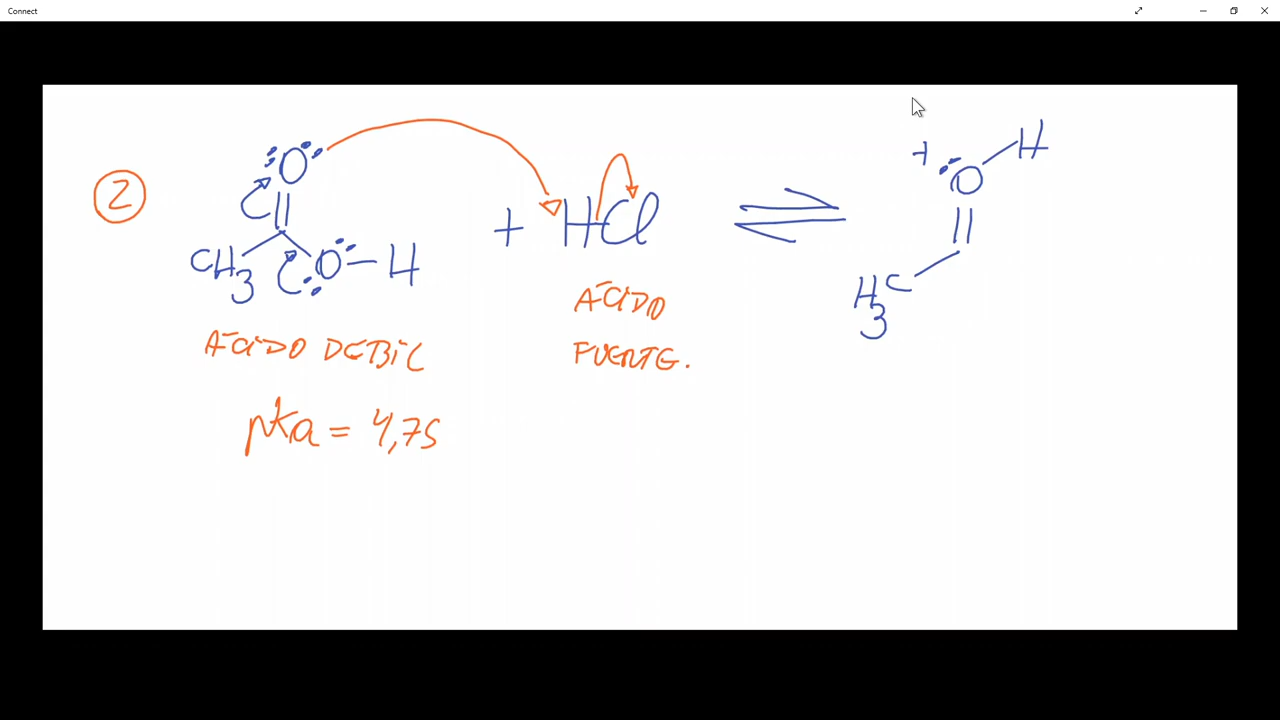 Connect
2
O
CH3
O-H
+
HCl
+
O
H
H3C
ÁCIDO DEBIL
ÁCIDO
FUERTE.
pKa = 4,75